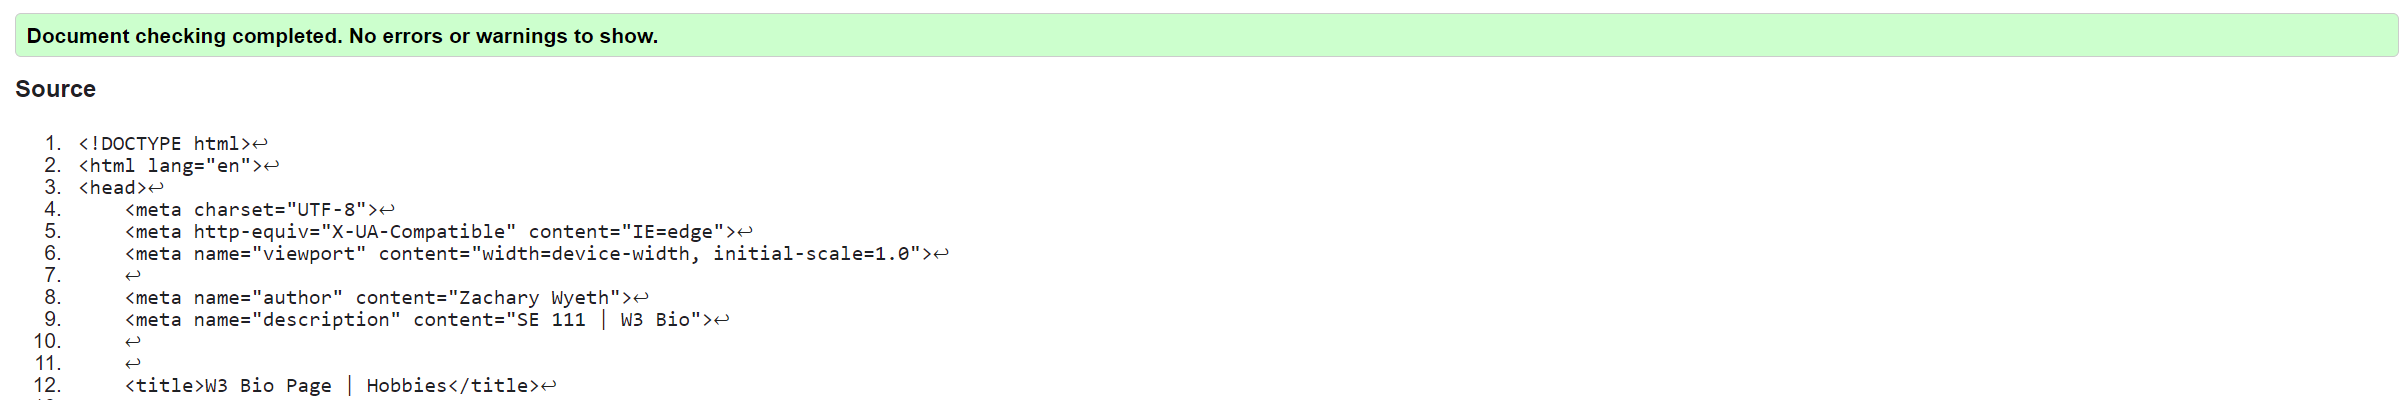 Document checking completed. No errors or warnings to show.
Source
1. <!DOCTYPE html>↩
2. <html lang="en">↩
3. <head>↩
4.     <meta charset="UTF-8">↩
5.     <meta http-equiv="X-UA-Compatible" content="IE=edge">↩
6.     <meta name="viewport" content="width=device-width, initial-scale=1.0">↩
7.     ↩
8.     <meta name="author" content="Zachary Wyeth">↩
9.     <meta name="description" content="SE 111 | W3 Bio">↩
10.     ↩
11.     ↩
12.     <title>W3 Bio Page | Hobbies</title>↩